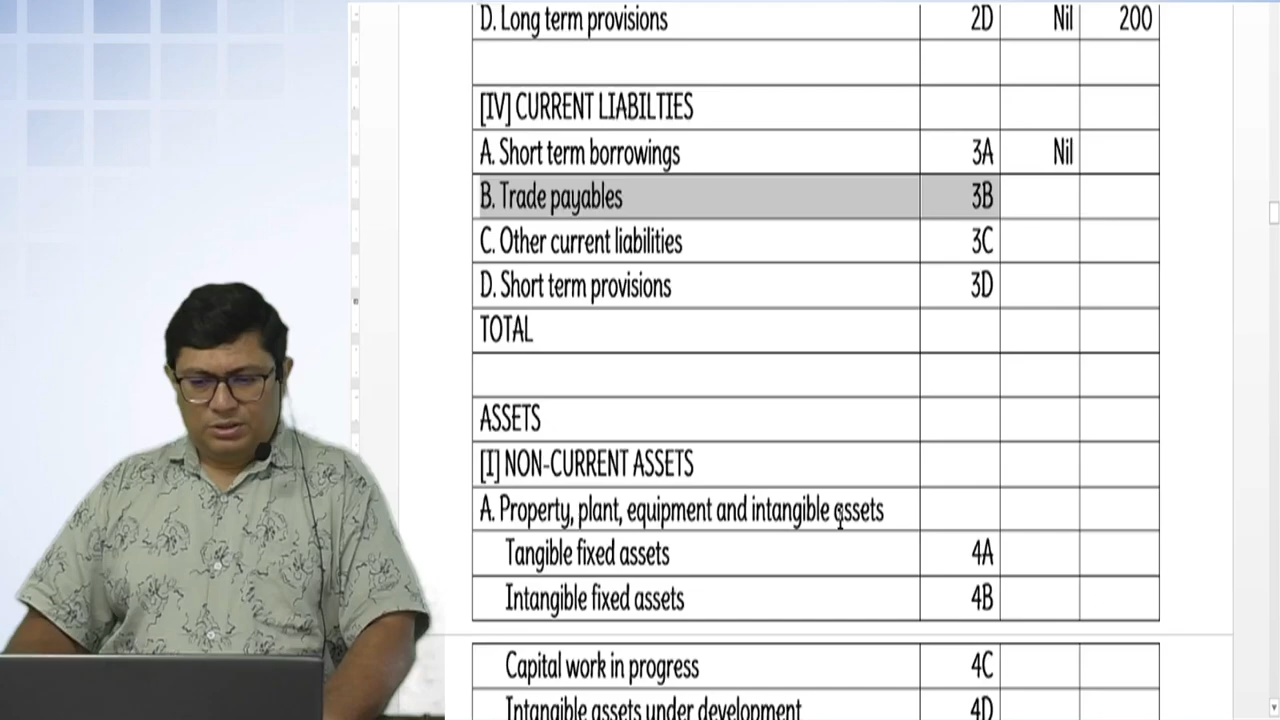 D. Long term provisions 2D Nil 200
[IV] CURRENT LIABILTIES
A. Short term borrowings 3A Nil
B. Trade payables 3B
C. Other current liabilities 3C
D. Short term provisions 3D
TOTAL
ASSETS
[I] NON-CURRENT ASSETS
A. Property, plant, equipment and intangible assets
Tangible fixed assets 4A
Intangible fixed assets 4B
Capital work in progress 4C
Intangible assets under development 4D